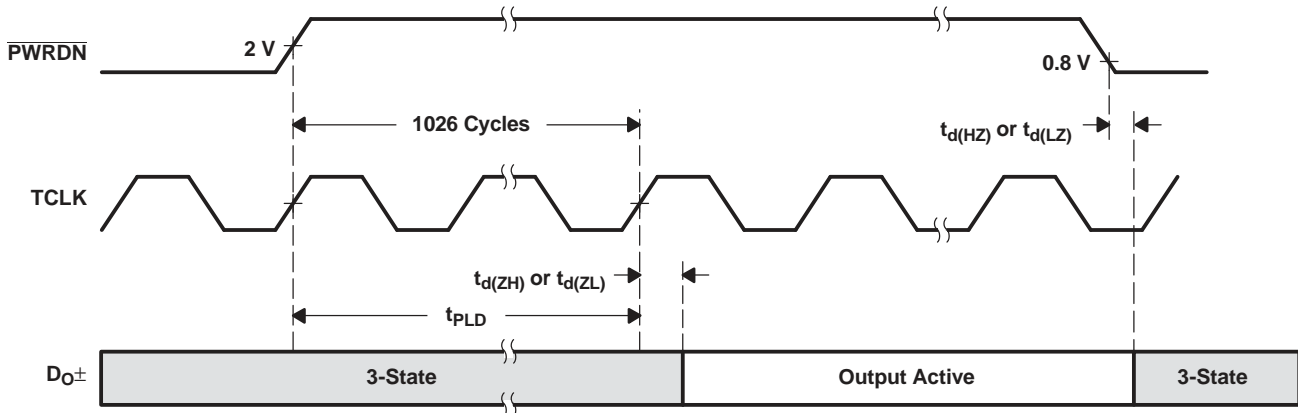 PWRDN
2 V
0.8 V
1026 Cycles
td(HZ) or td(LZ)
TCLK
td(ZH) or td(ZL)
tPLD
DO±
3-State
Output Active
3-State